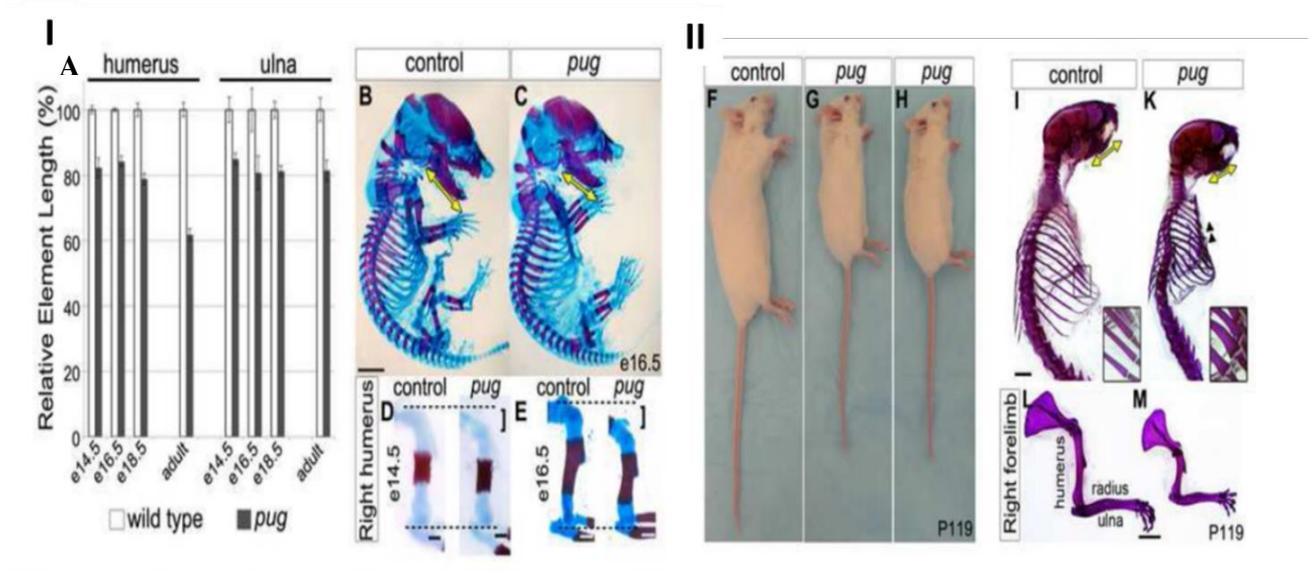 I
II
A
humerus ulna
Relative Element Length (%)
100
80
60
40
20
0
e14.5 e16.5 e18.5 adult e14.5 e16.5 e18.5 adult
wild type pug
control pug
B C
e16.5
control pug control pug
D E
Right humerus
e14.5 e16.5
control pug pug
F G H
P119
control pug
I K
L M
Right forelimb
humerus
radius
ulna
P119